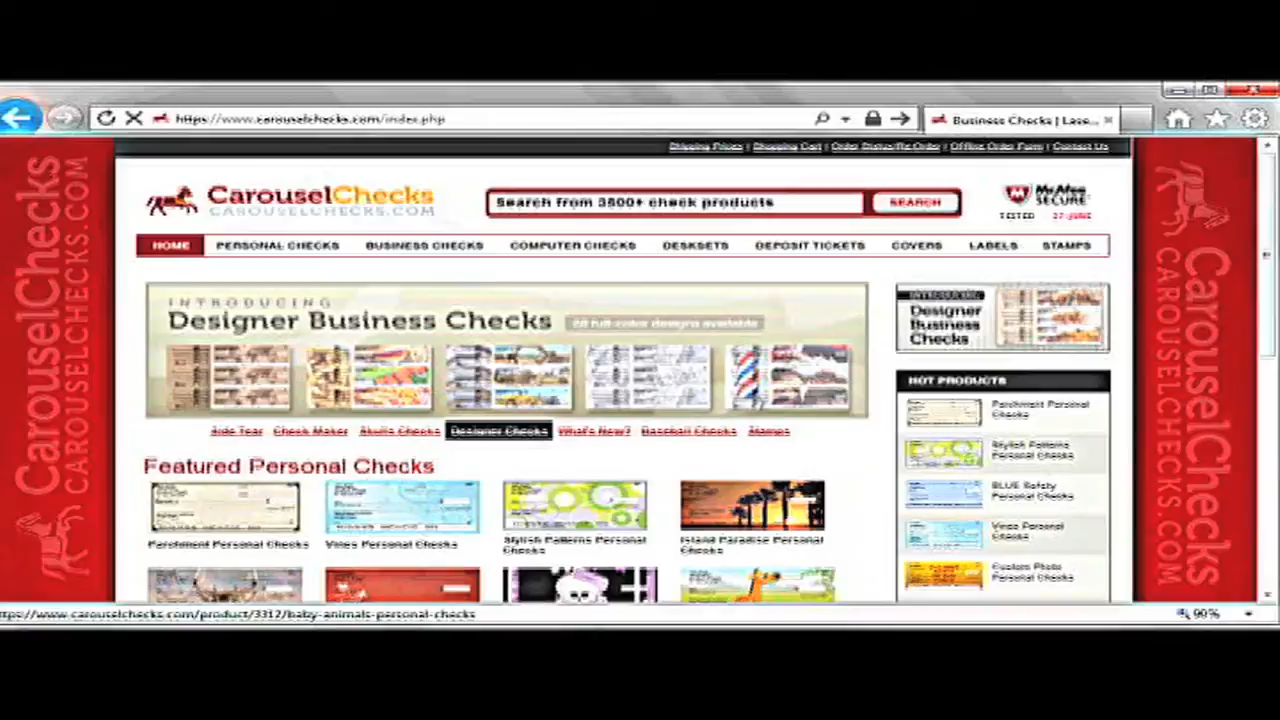 https://www.carouselchecks.com/index.php
Business Checks | Lase...
Shipping Prices | Shopping Cart | Order Status/Re-Order | Offline Order Form | Contact Us
CarouselChecks
CAROUSELCHECKS.COM
Search from 3500+ check products
SEARCH
McAfee
SECURE
TESTED 27-JUNE
HOME
PERSONAL CHECKS
BUSINESS CHECKS
COMPUTER CHECKS
DESKSETS
DEPOSIT TICKETS
COVERS
LABELS
STAMPS
INTRODUCING
Designer Business Checks
full color designs available
INTRODUCING
Designer
Business
Checks
Side Tear Check Maker Skulls Checks Designer Checks What's New? Baseball Checks Stamps
HOT PRODUCTS
Parchment Personal
Checks
Stylish Patterns
Personal Checks
BLUE Safety
Personal Checks
Vines Personal
Checks
Custom Photo
Personal Checks
Featured Personal Checks
Parchment Personal Checks
Vines Personal Checks
Stylish Patterns Personal
Checks
Island Paradise Personal
Checks
CarouselChecks
CAROUSELCHECKS.COM
CarouselChecks
CAROUSELCHECKS.COM
ttps://www.carouselchecks.com/product/3312/baby-animals-personal-checks
90%